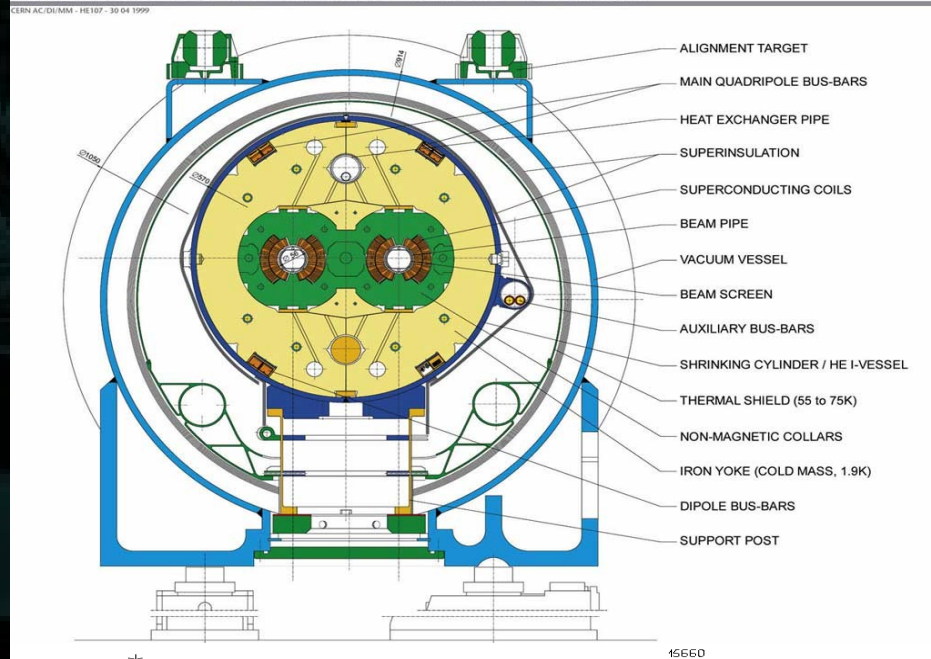 CERN AC/DI/MM - HE107 - 30 04 1999
ALIGNMENT TARGET
MAIN QUADRIPOLE BUS-BARS
HEAT EXCHANGER PIPE
SUPERINSULATION
SUPERCONDUCTING COILS
BEAM PIPE
VACUUM VESSEL
BEAM SCREEN
AUXILIARY BUS-BARS
SHRINKING CYLINDER / HE I-VESSEL
THERMAL SHIELD (55 to 75K)
NON-MAGNETIC COLLARS
IRON YOKE (COLD MASS, 1.9K)
DIPOLE BUS-BARS
SUPPORT POST
Ø914
Ø1050
Ø570
Ø 56
15660